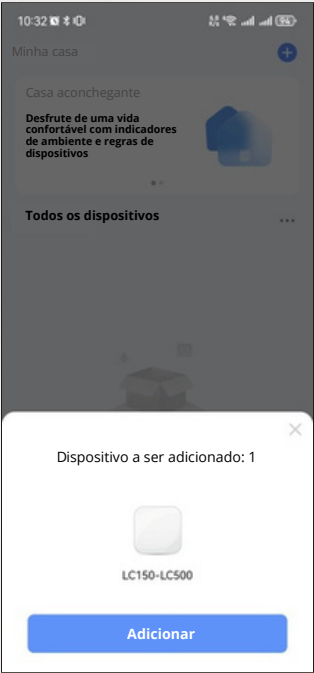 10:32
Minha casa
Casa aconchegante
Desfrute de uma vida
confortável com indicadores
de ambiente e regras de
dispositivos
Todos os dispositivos
Dispositivo a ser adicionado: 1
LC150-LC500
Adicionar